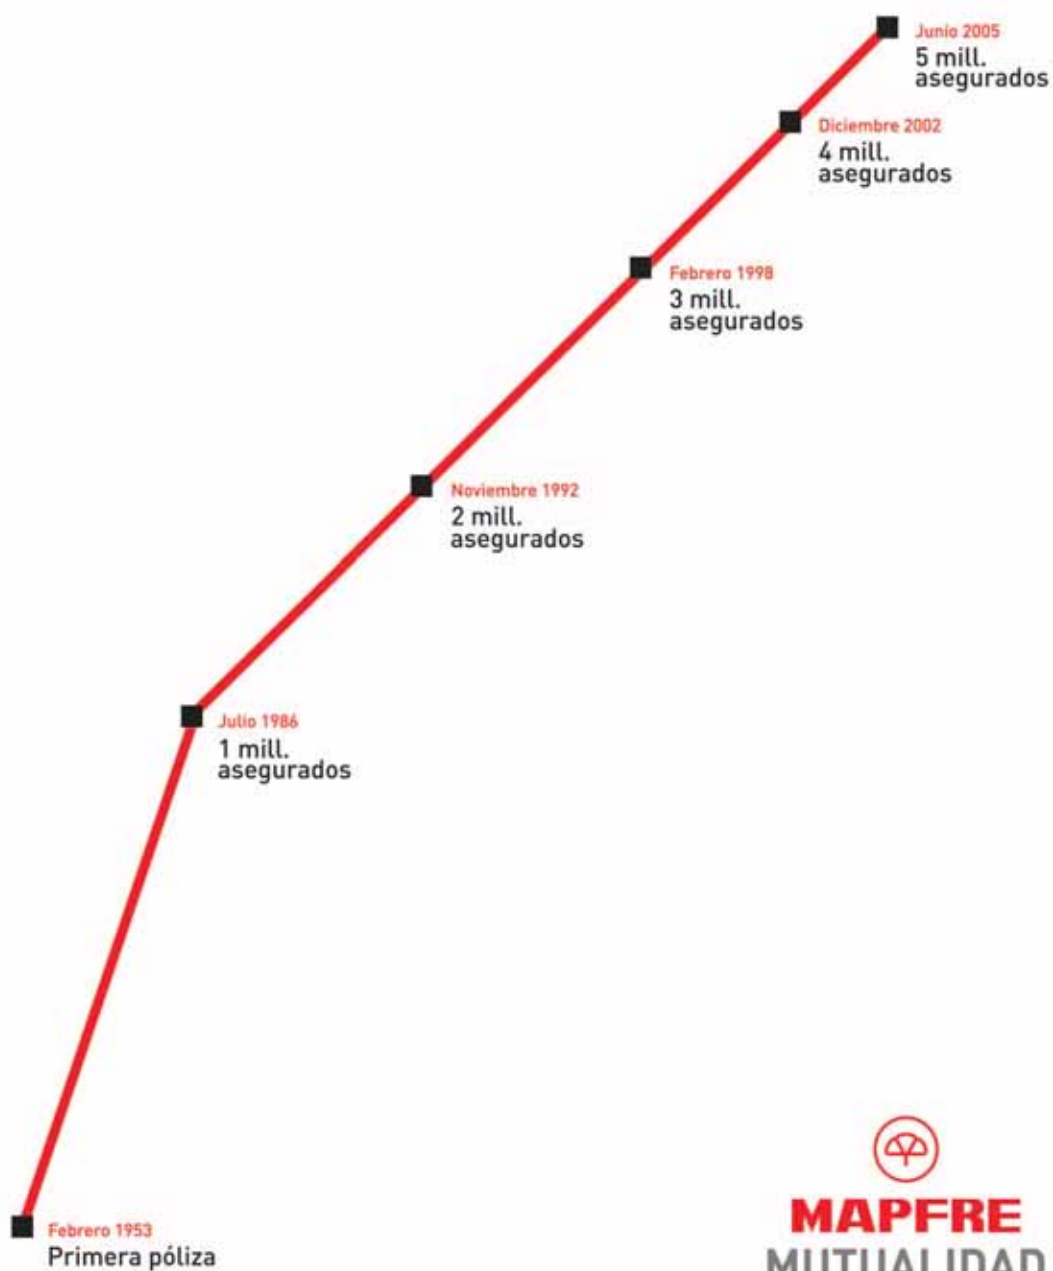 Junio 2005
5 mill.
asegurados
Diciembre 2002
4 mill.
asegurados
Febrero 1998
3 mill.
asegurados
Noviembre 1992
2 mill.
asegurados
Julio 1986
1 mill.
asegurados
Febrero 1953
Primera póliza
MAPFRE
MUTUALIDAD